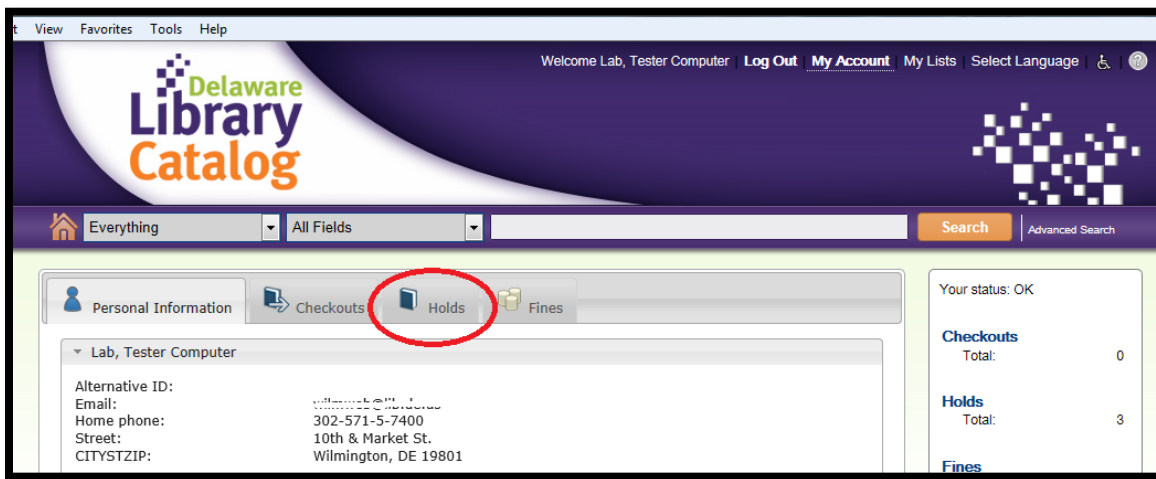 t View Favorites Tools Help
Welcome Lab, Tester Computer Log Out My Account My Lists Select Language
Delaware
Library
Catalog
Everything All Fields Search Advanced Search
Personal Information Checkouts Holds Fines
Your status: OK
Lab, Tester Computer
Checkouts
Total: 0
Alternative ID:
Email:
Home phone: 302-571-5-7400
Street: 10th & Market St.
CITYSTZIP: Wilmington, DE 19801
Holds
Total: 3
Fines